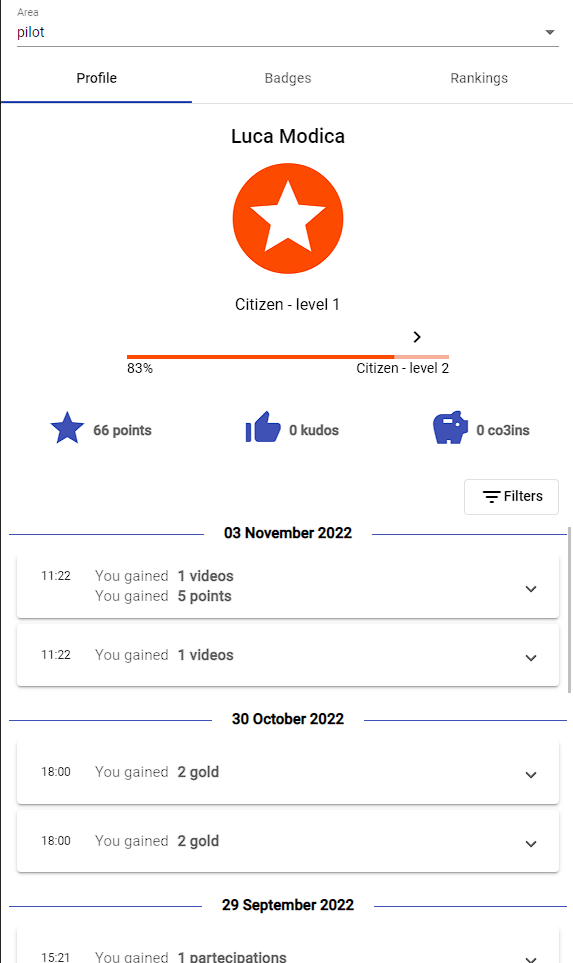 Area
pilot
Profile Badges Rankings
Luca Modica
Citizen - level 1
83% Citizen - level 2
66 points 0 kudos 0 co3ins
Filters
03 November 2022
11:22 You gained 1 videos
You gained 5 points
11:22 You gained 1 videos
30 October 2022
18:00 You gained 2 gold
18:00 You gained 2 gold
29 September 2022
15:21 You gained 1 partecipations